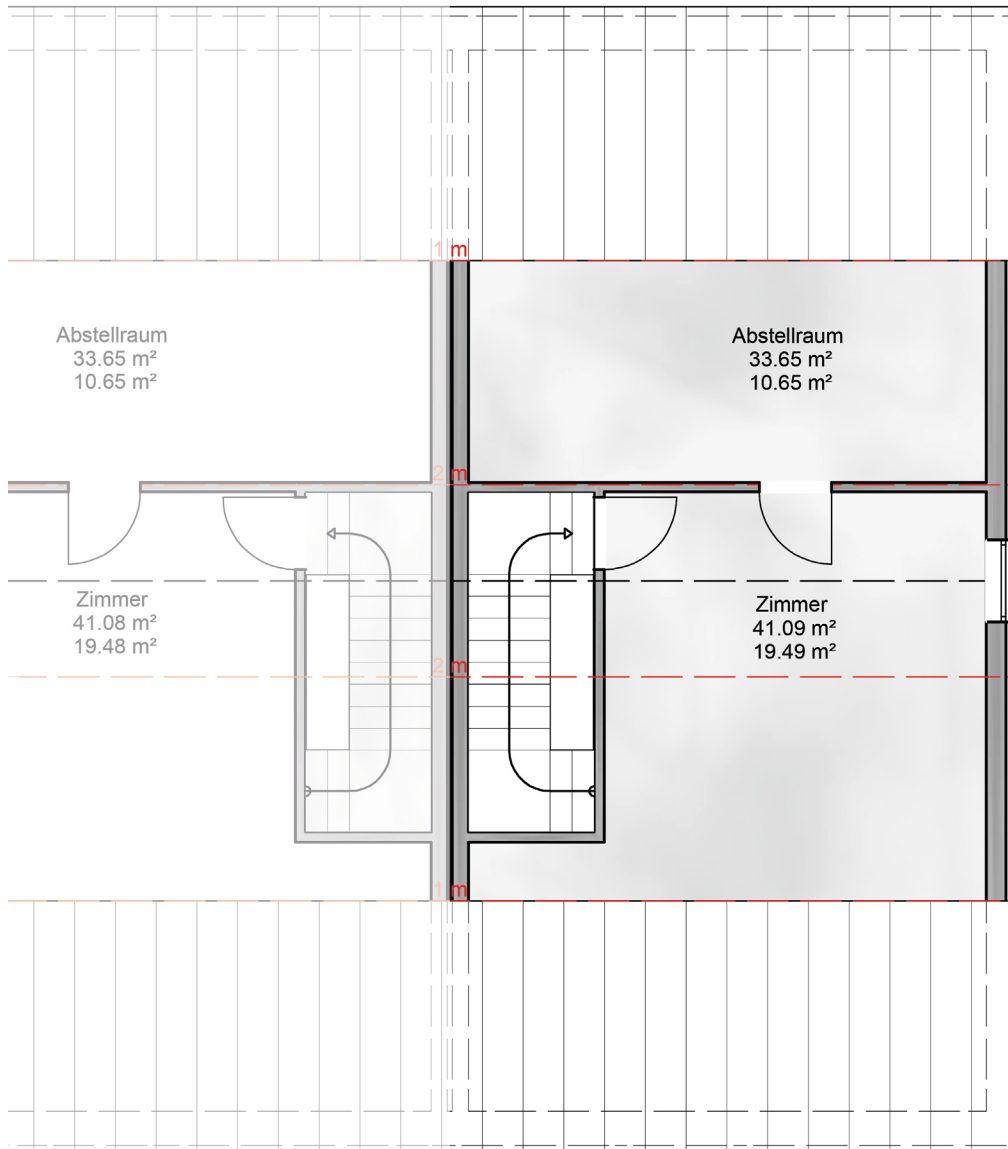 1 m
Abstellraum
33.65 m²
10.65 m²
Abstellraum
33.65 m²
10.65 m²
2 m
Zimmer
41.08 m²
19.48 m²
Zimmer
41.09 m²
19.49 m²
2 m
1 m